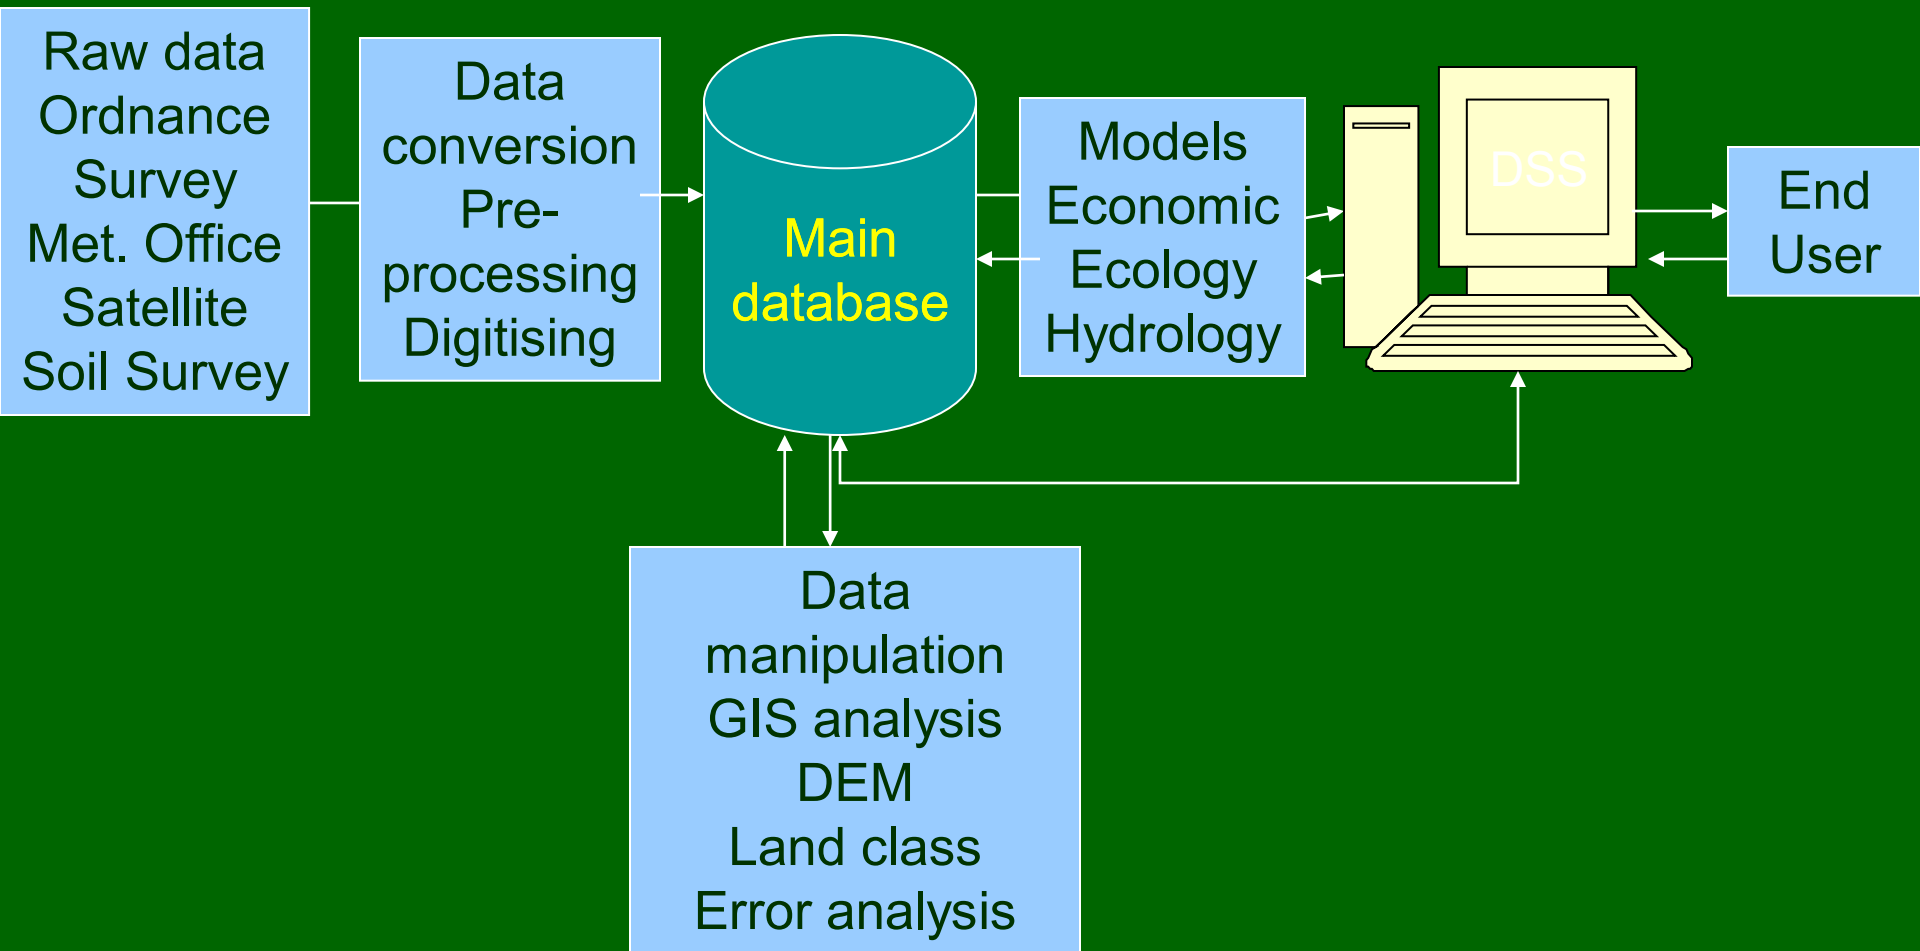 Raw data
Ordnance
Survey
Met. Office
Satellite
Soil Survey
Data
conversion
Pre-
processing
Digitising
Main
database
Models
Economic
Ecology
Hydrology
DSS
End
User
Data
manipulation
GIS analysis
DEM
Land class
Error analysis